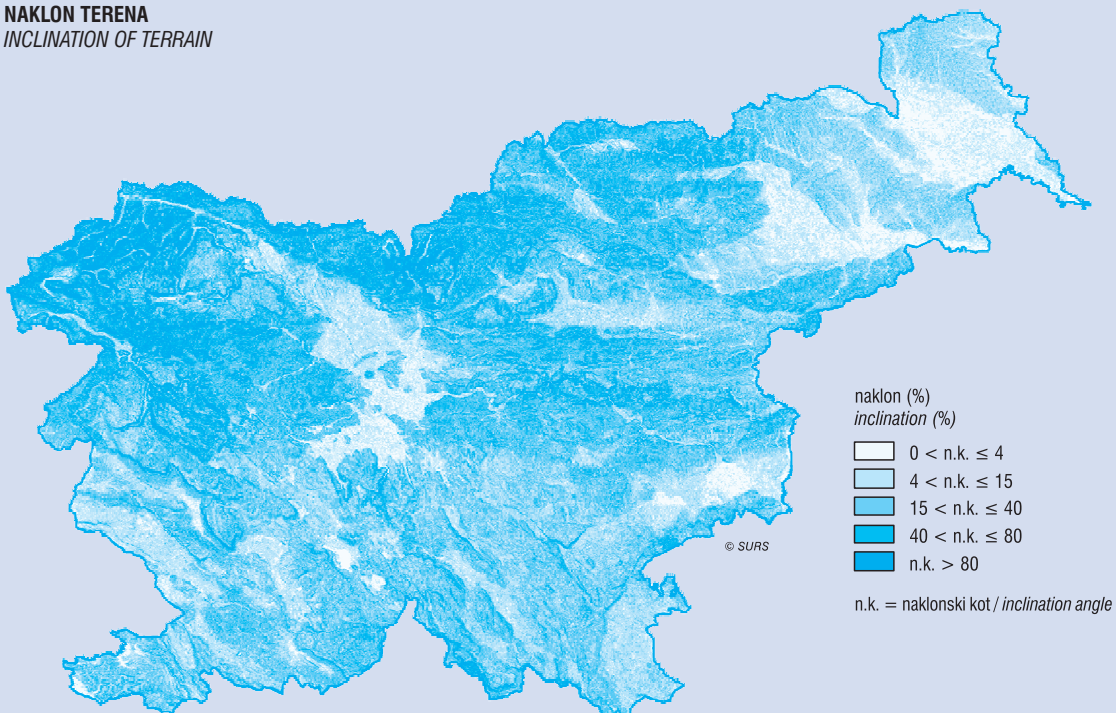 NAKLON TERENA
INCLINATION OF TERRAIN
naklon (%)
inclination (%)
0 < n.k. ≤ 4
4 < n.k. ≤ 15
15 < n.k. ≤ 40
40 < n.k. ≤ 80
n.k. > 80
© SURS
n.k. = naklonski kot / inclination angle